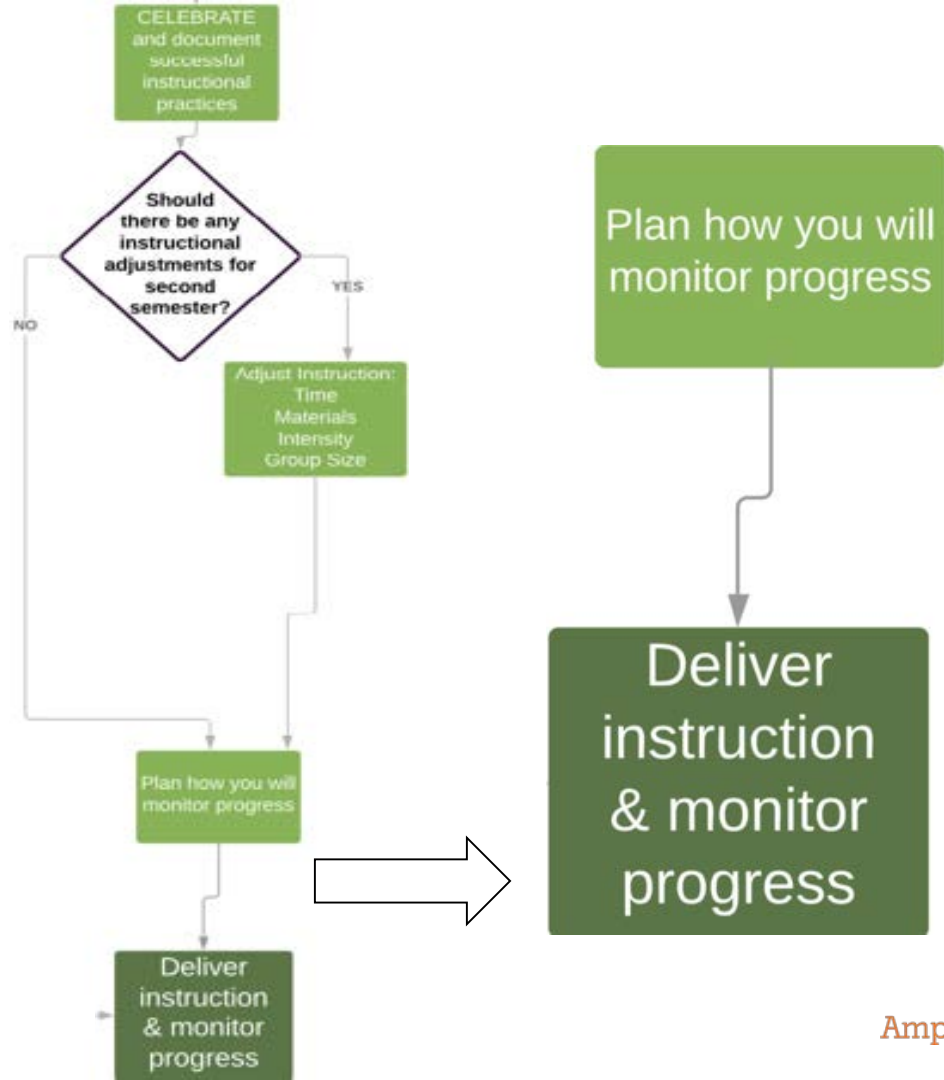 CELEBRATE
and document
successful
instructional
practices
Should
there be any
instructional
adjustments for
second
semester?
YES
NO
Adjust Instruction:
Time
Materials
Intensity
Group Size
Plan how you will
monitor progress
Deliver
instruction
& monitor
progress
Plan how you will
monitor progress
Deliver
instruction
& monitor
progress
Amp